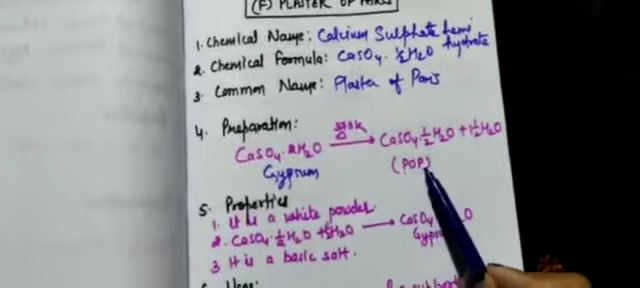 (F) PLASTER OF PARIS
1. Chemical Name: Calcium Sulphate hemi hydrate
2. Chemical Formula: CaSO4·½H2O
3. Common Name: Plaster of Paris
4. Preparation:
373K
CaSO4·2H2O → CaSO4·½H2O + 1½H2O
Gypsum (POP)
5. Properties
1. It is a white powder.
2. CaSO4·½H2O + 1½H2O → CaSO4 O
Gypsu
3. It is a basic salt.